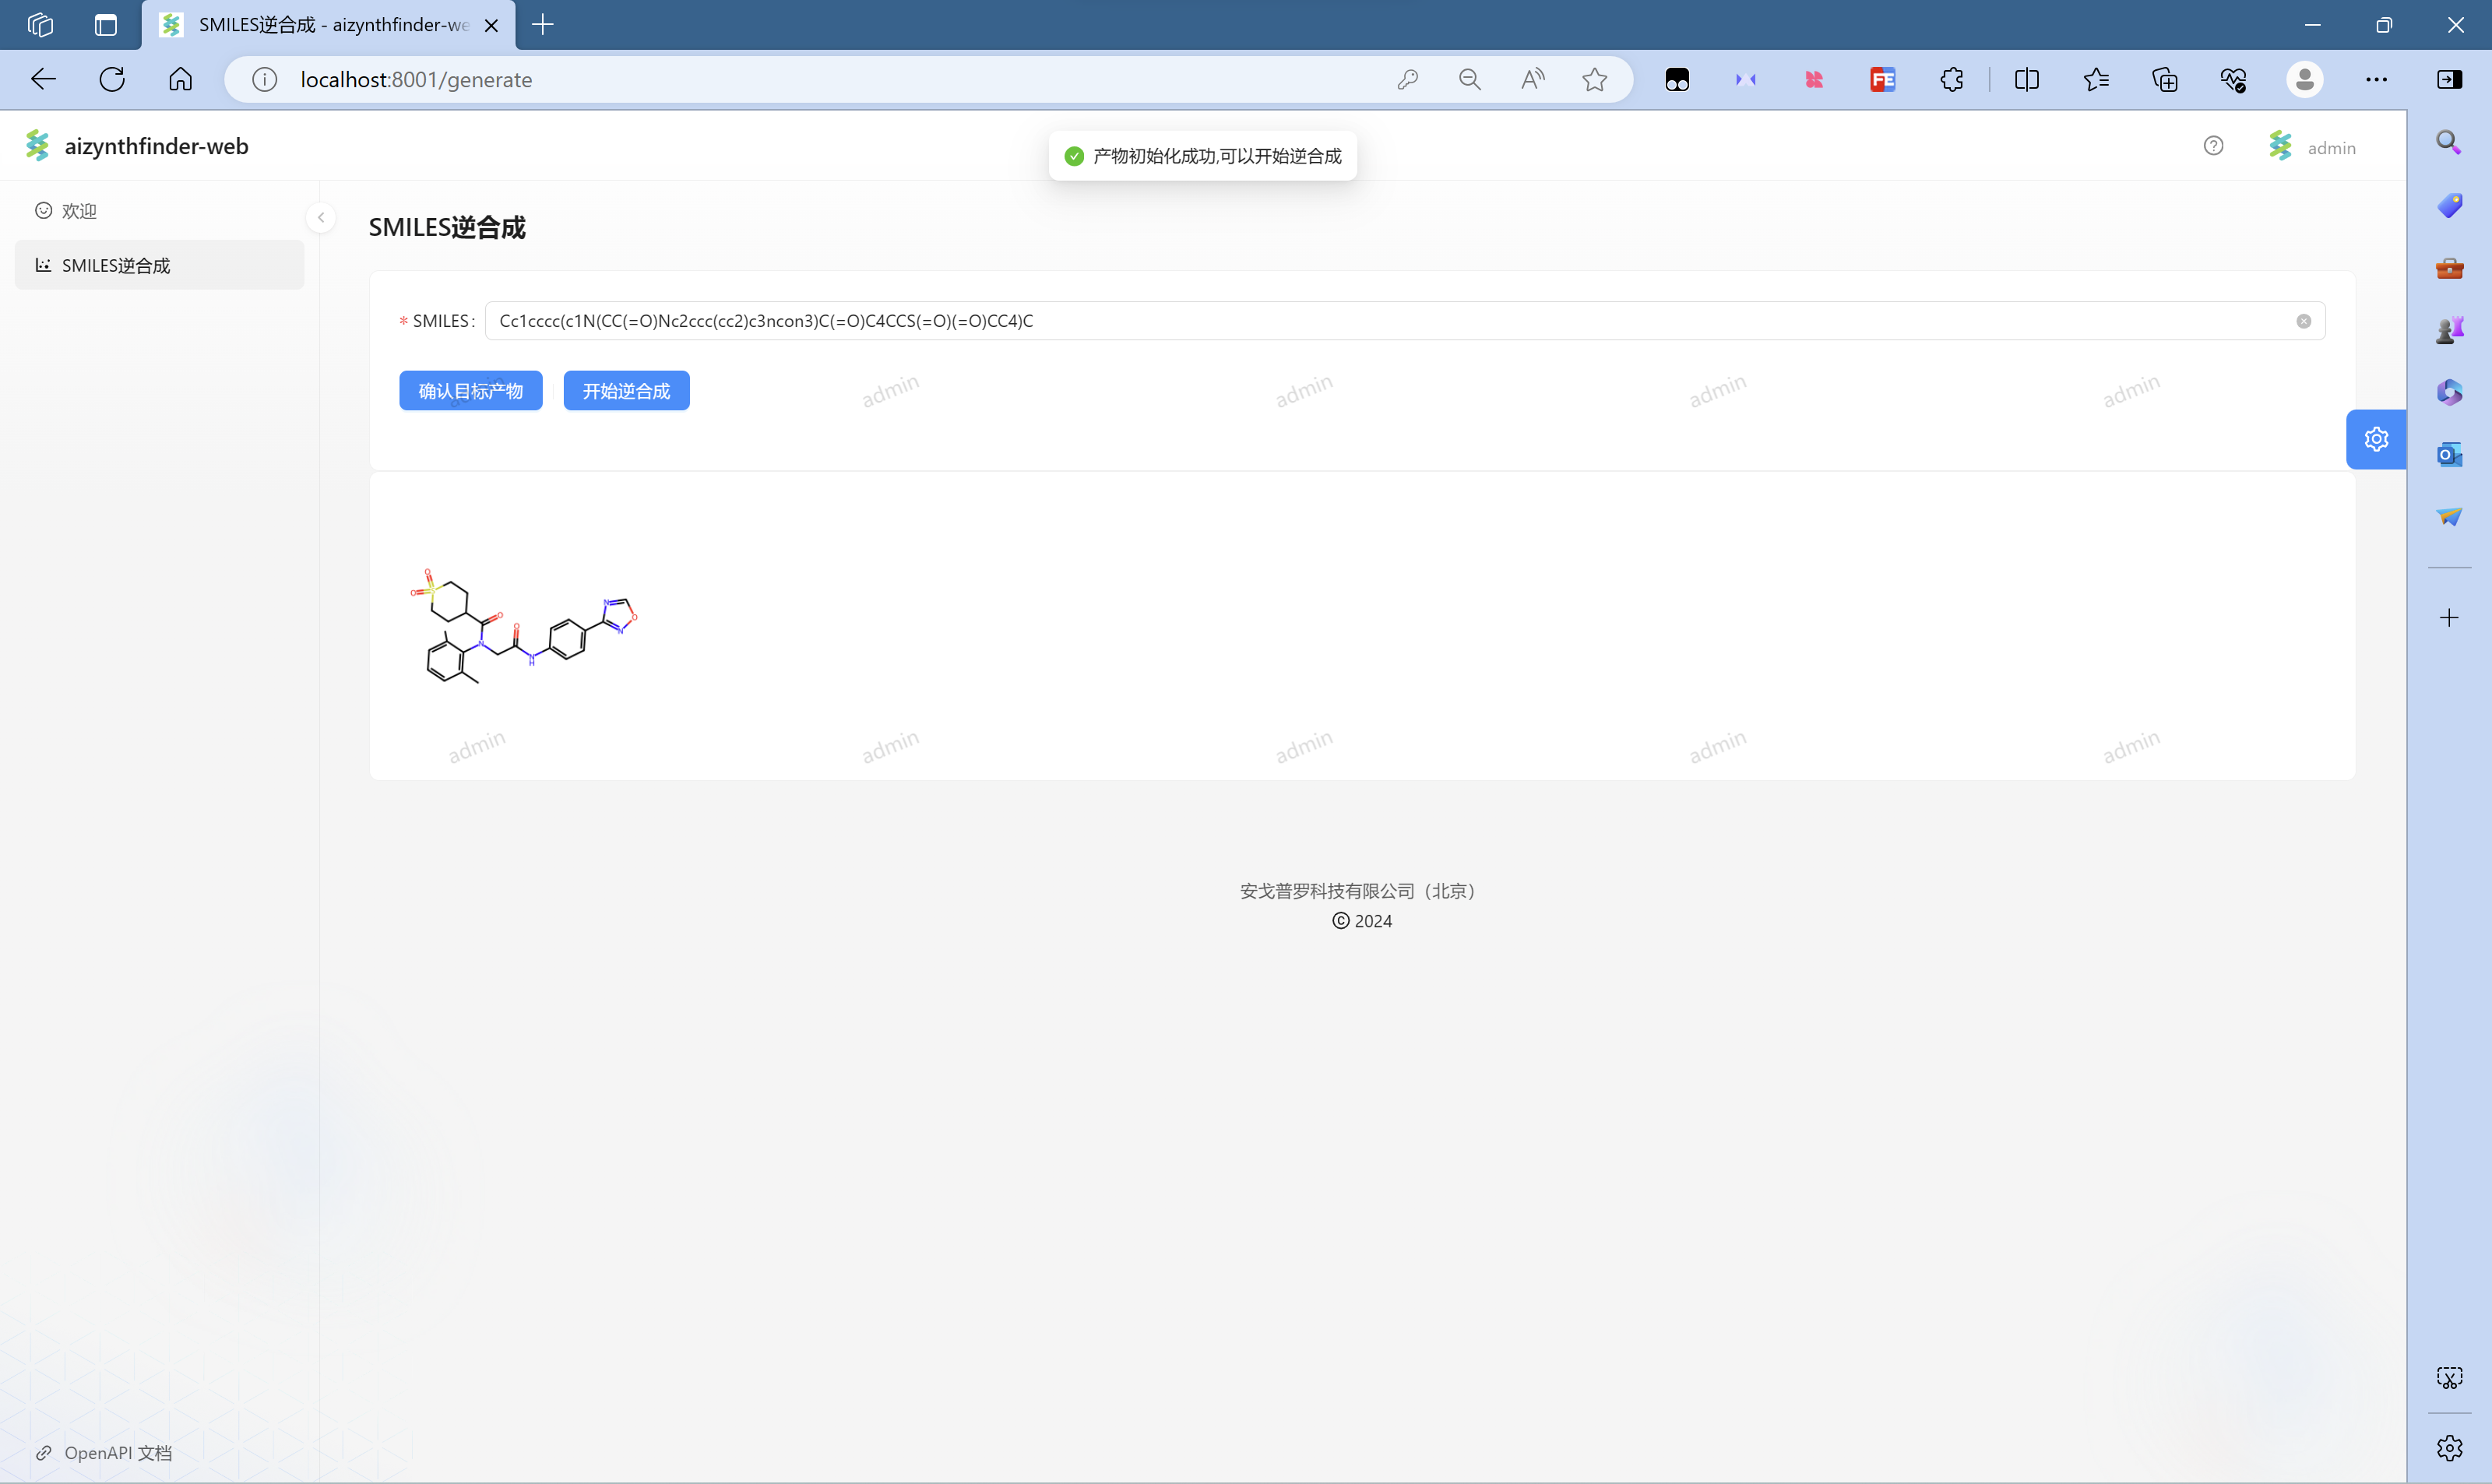 SMILES逆合成 - aizynthfinder-we
localhost:8001/generate
aizynthfinder-web
产物初始化成功,可以开始逆合成
admin
欢迎
SMILES逆合成
SMILES逆合成
* SMILES:
Cc1cccc(c1N(CC(=O)Nc2ccc(cc2)c3ncon3)C(=O)C4CCS(=O)(=O)CC4)C
确认目标产物
开始逆合成
admin admin admin admin admin
O
O
S
O
N
O
N
H
N
O
N
admin admin admin admin admin
安戈普罗科技有限公司（北京）
© 2024
OpenAPI 文档